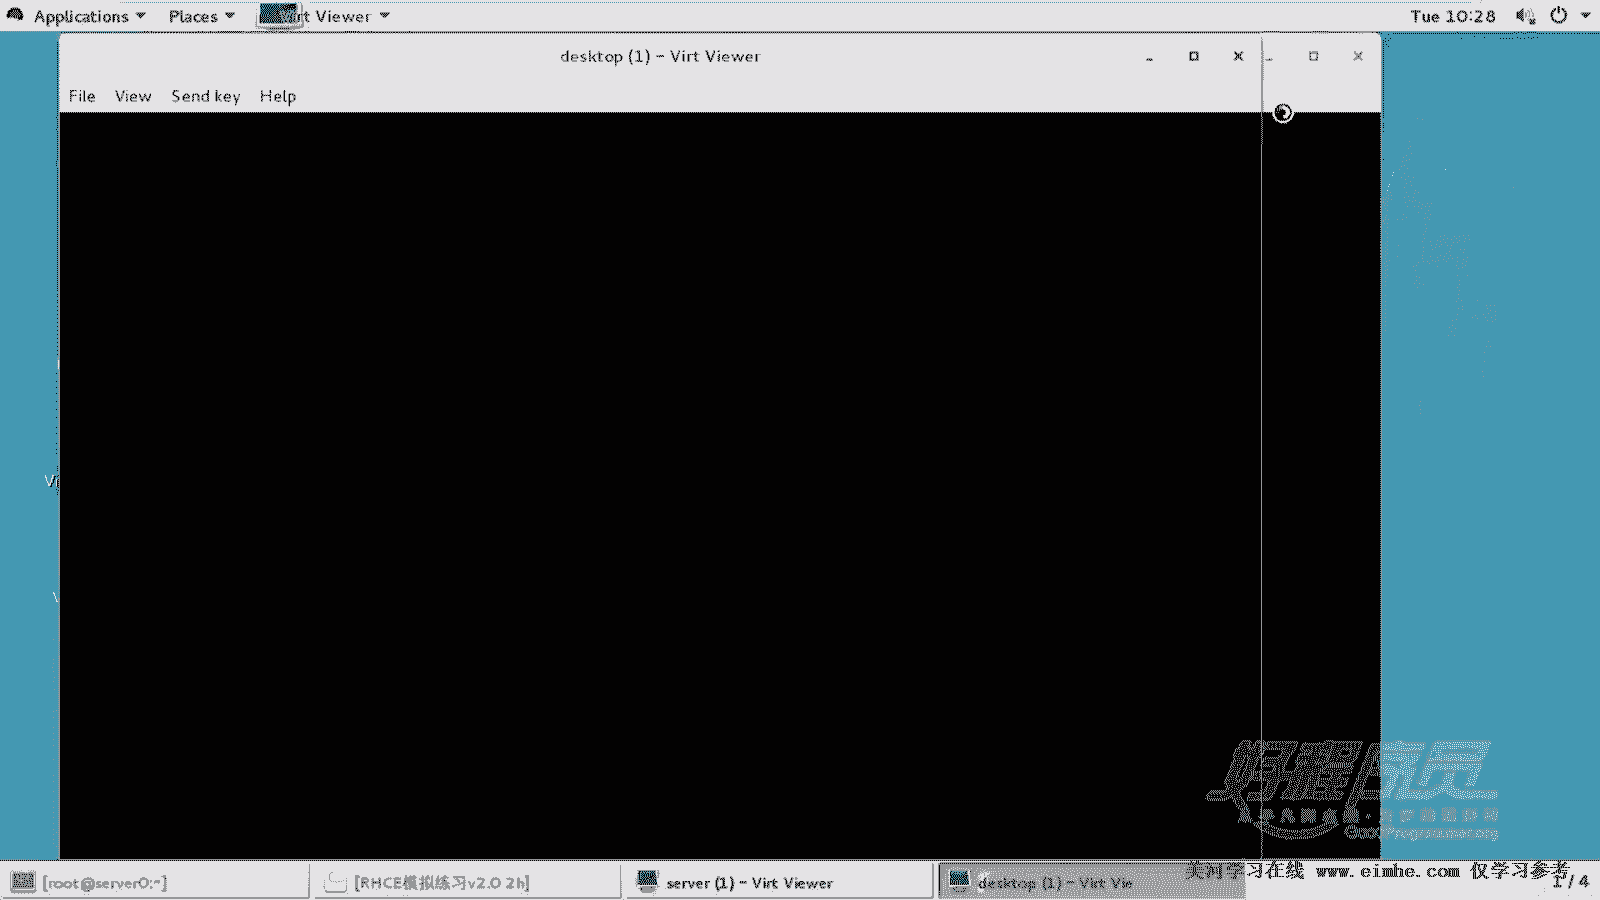 Applications Places Virt Viewer Tue 10:28
desktop (1) - Virt Viewer
File View Send key Help
[root@server0:~] [RHCE模拟练习v2.0 2h] server (1) - Virt Viewer desktop (1) - Virt Vie
美河学习在线 www.eimhe.com 仅学习参考
1 / 4